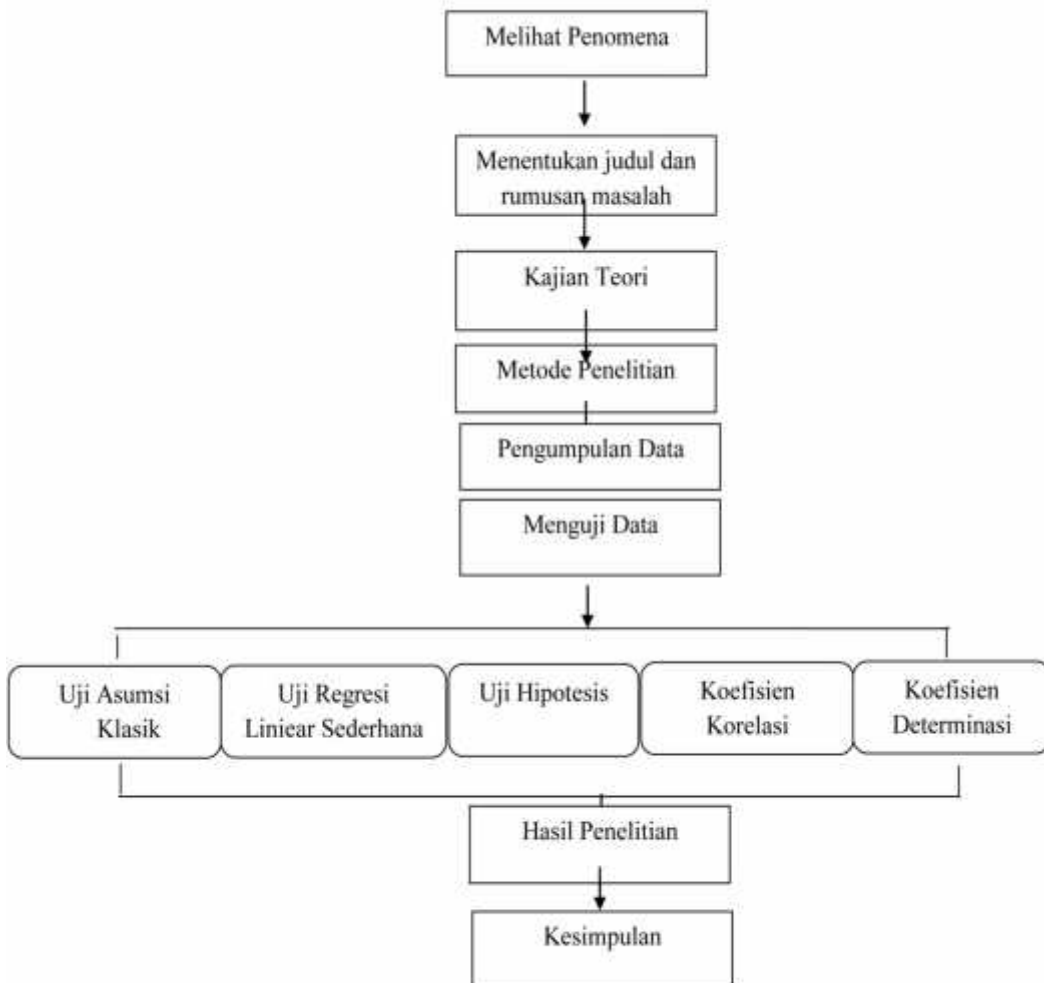 Melihat Penomena
Menentukan judul dan
rumusan masalah
Kajian Teori
Metode Penelitian
Pengumpulan Data
Menguji Data
Uji Asumsi
Klasik
Uji Regresi
Liniear Sederhana
Uji Hipotesis
Koefisien
Korelasi
Koefisien
Determinasi
Hasil Penelitian
Kesimpulan